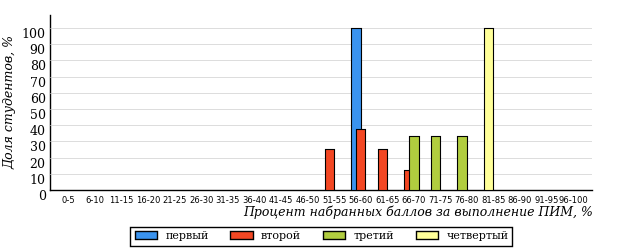 Доля студентов, %
100
90
80
70
60
50
40
30
20
10
0
0-5 6-10 11-15 16-20 21-25 26-30 31-35 36-40 41-45 46-50 51-55 56-60 61-65 66-70 71-75 76-80 81-85 86-90 91-95 96-100
Процент набранных баллов за выполнение ПИМ, %
первый второй третий четвертый